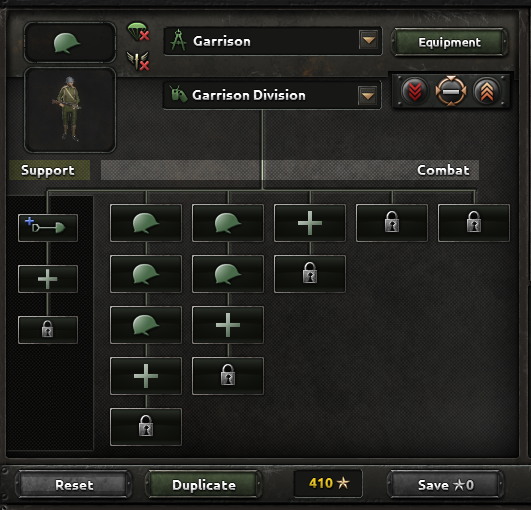 Garrison
Equipment
Garrison Division
Support
Combat
Reset
Duplicate
410
Save 0